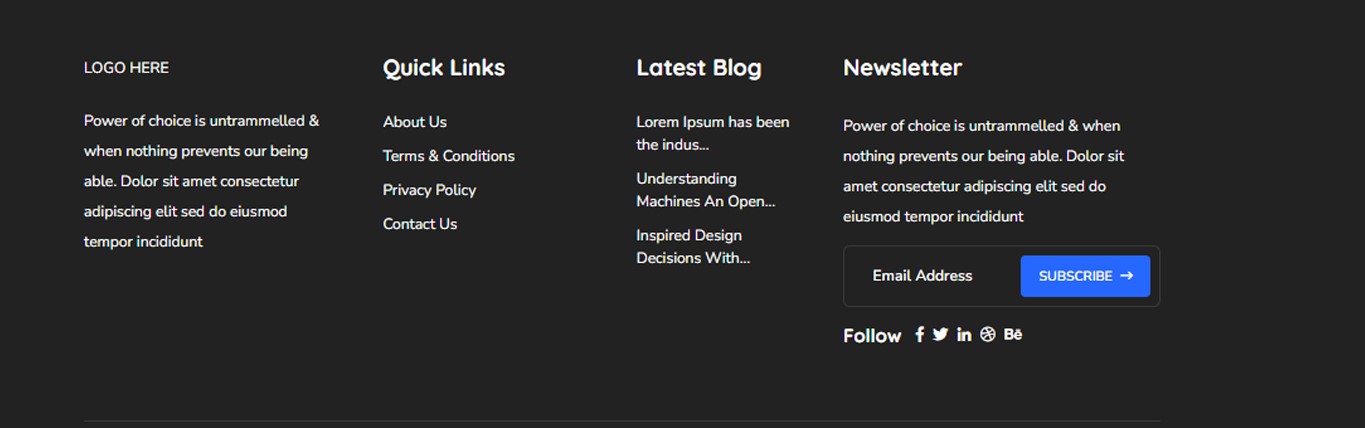 LOGO HERE
Power of choice is untrammelled &
when nothing prevents our being
able. Dolor sit amet consectetur
adipiscing elit sed do eiusmod
tempor incididunt
Quick Links
About Us
Terms & Conditions
Privacy Policy
Contact Us
Latest Blog
Lorem Ipsum has been
the indus...
Understanding
Machines An Open...
Inspired Design
Decisions With...
Newsletter
Power of choice is untrammelled & when
nothing prevents our being able. Dolor sit
amet consectetur adipiscing elit sed do
eiusmod tempor incididunt
Email Address
SUBSCRIBE →
Follow